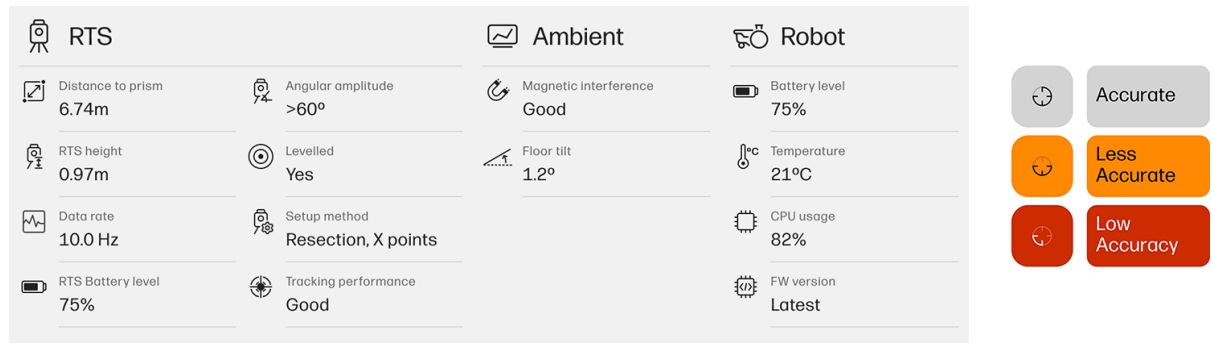 RTS
Distance to prism
6.74m
RTS height
0.97m
Data rate
10.0 Hz
RTS Battery level
75%
Angular amplitude
>60º
Levelled
Yes
Setup method
Resection, X points
Tracking performance
Good
Ambient
Magnetic interference
Good
Floor tilt
1.2º
Robot
Battery level
75%
°C
Temperature
21ºC
CPU usage
82%
FW version
Latest
Accurate
Less
Accurate
Low
Accuracy